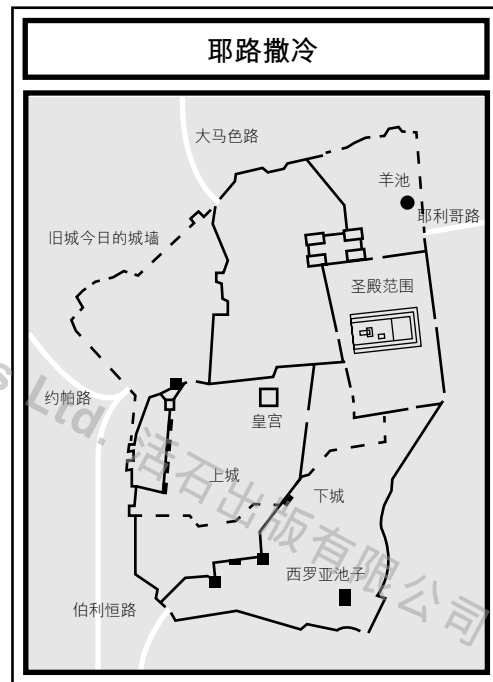 耶路撒冷
大马色路
羊池
耶利哥路
旧城今日的城墙
圣殿范围
约帕路
皇宫
上城
下城
西罗亚池子
伯利恒路
s Ltd. 活石出版有限公司